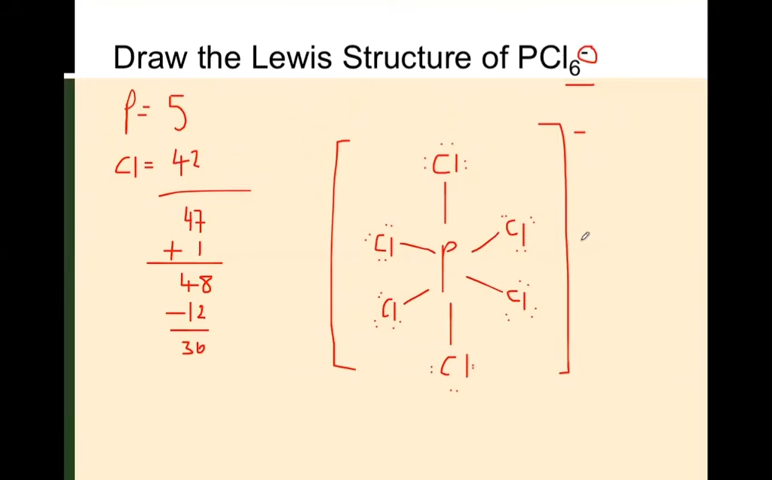 Draw the Lewis Structure of PCl6-
P= 5
Cl= 42
47
+ 1
48
-12
36
-
Cl
Cl
Cl
P
Cl
Cl
Cl